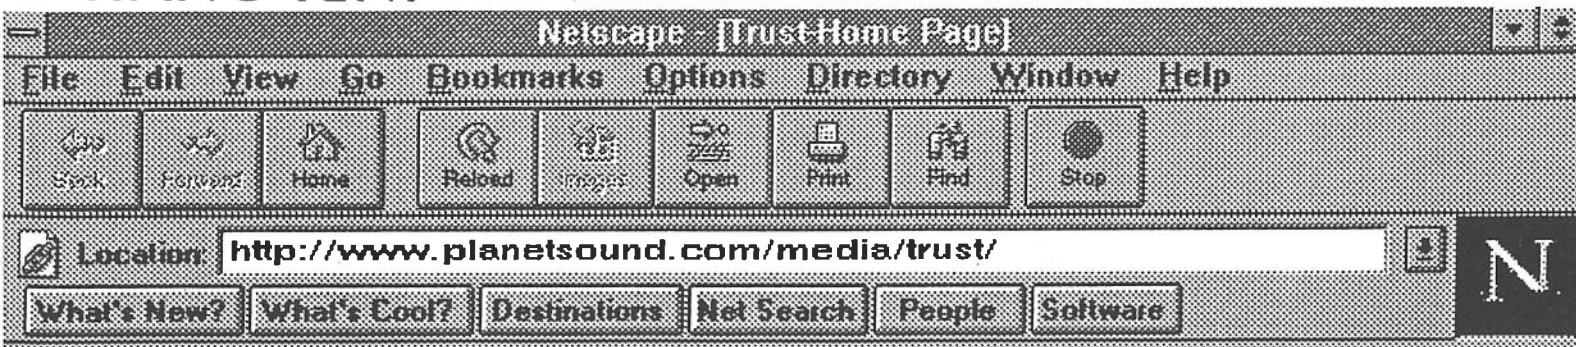 Netscape - [Trust-Home Page]
File Edit View Go Bookmarks Options Directory Window Help
Back Forward Home Reload Images Open Print Find Stop
Location: http://www.planetsound.com/media/trust/
N
What's New? What's Cool? Destinations Net Search People Software